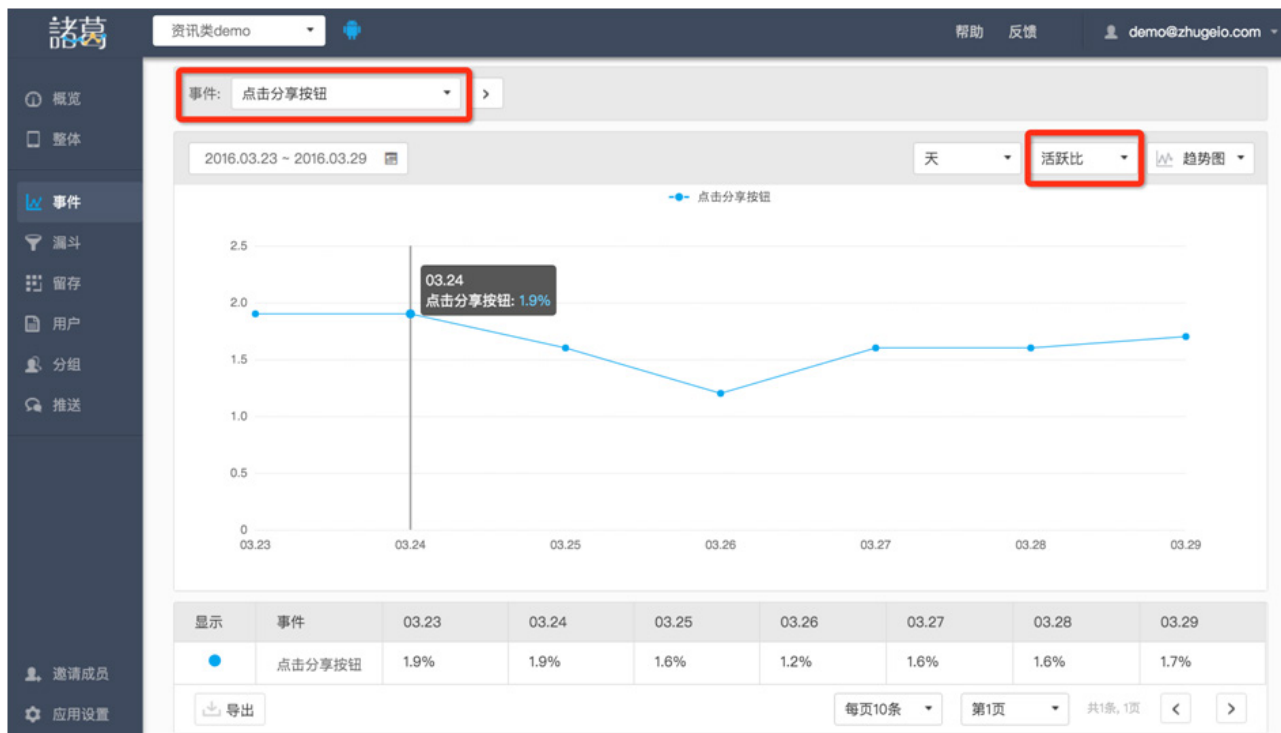 諸葛 资讯类demo 帮助 反馈 demo@zhugeio.com
概览
整体
事件
漏斗
留存
用户
分组
推送
邀请成员
应用设置
事件: 点击分享按钮 >
2016.03.23 ~ 2016.03.29 天 活跃比 趋势图
点击分享按钮
2.5
2.0
1.5
1.0
0.5
0
03.24
点击分享按钮: 1.9%
03.23 03.24 03.25 03.26 03.27 03.28 03.29
显示 事件 03.23 03.24 03.25 03.26 03.27 03.28 03.29
点击分享按钮 1.9% 1.9% 1.6% 1.2% 1.6% 1.6% 1.7%
导出 每页10条 第1页 共1条, 1页 < >